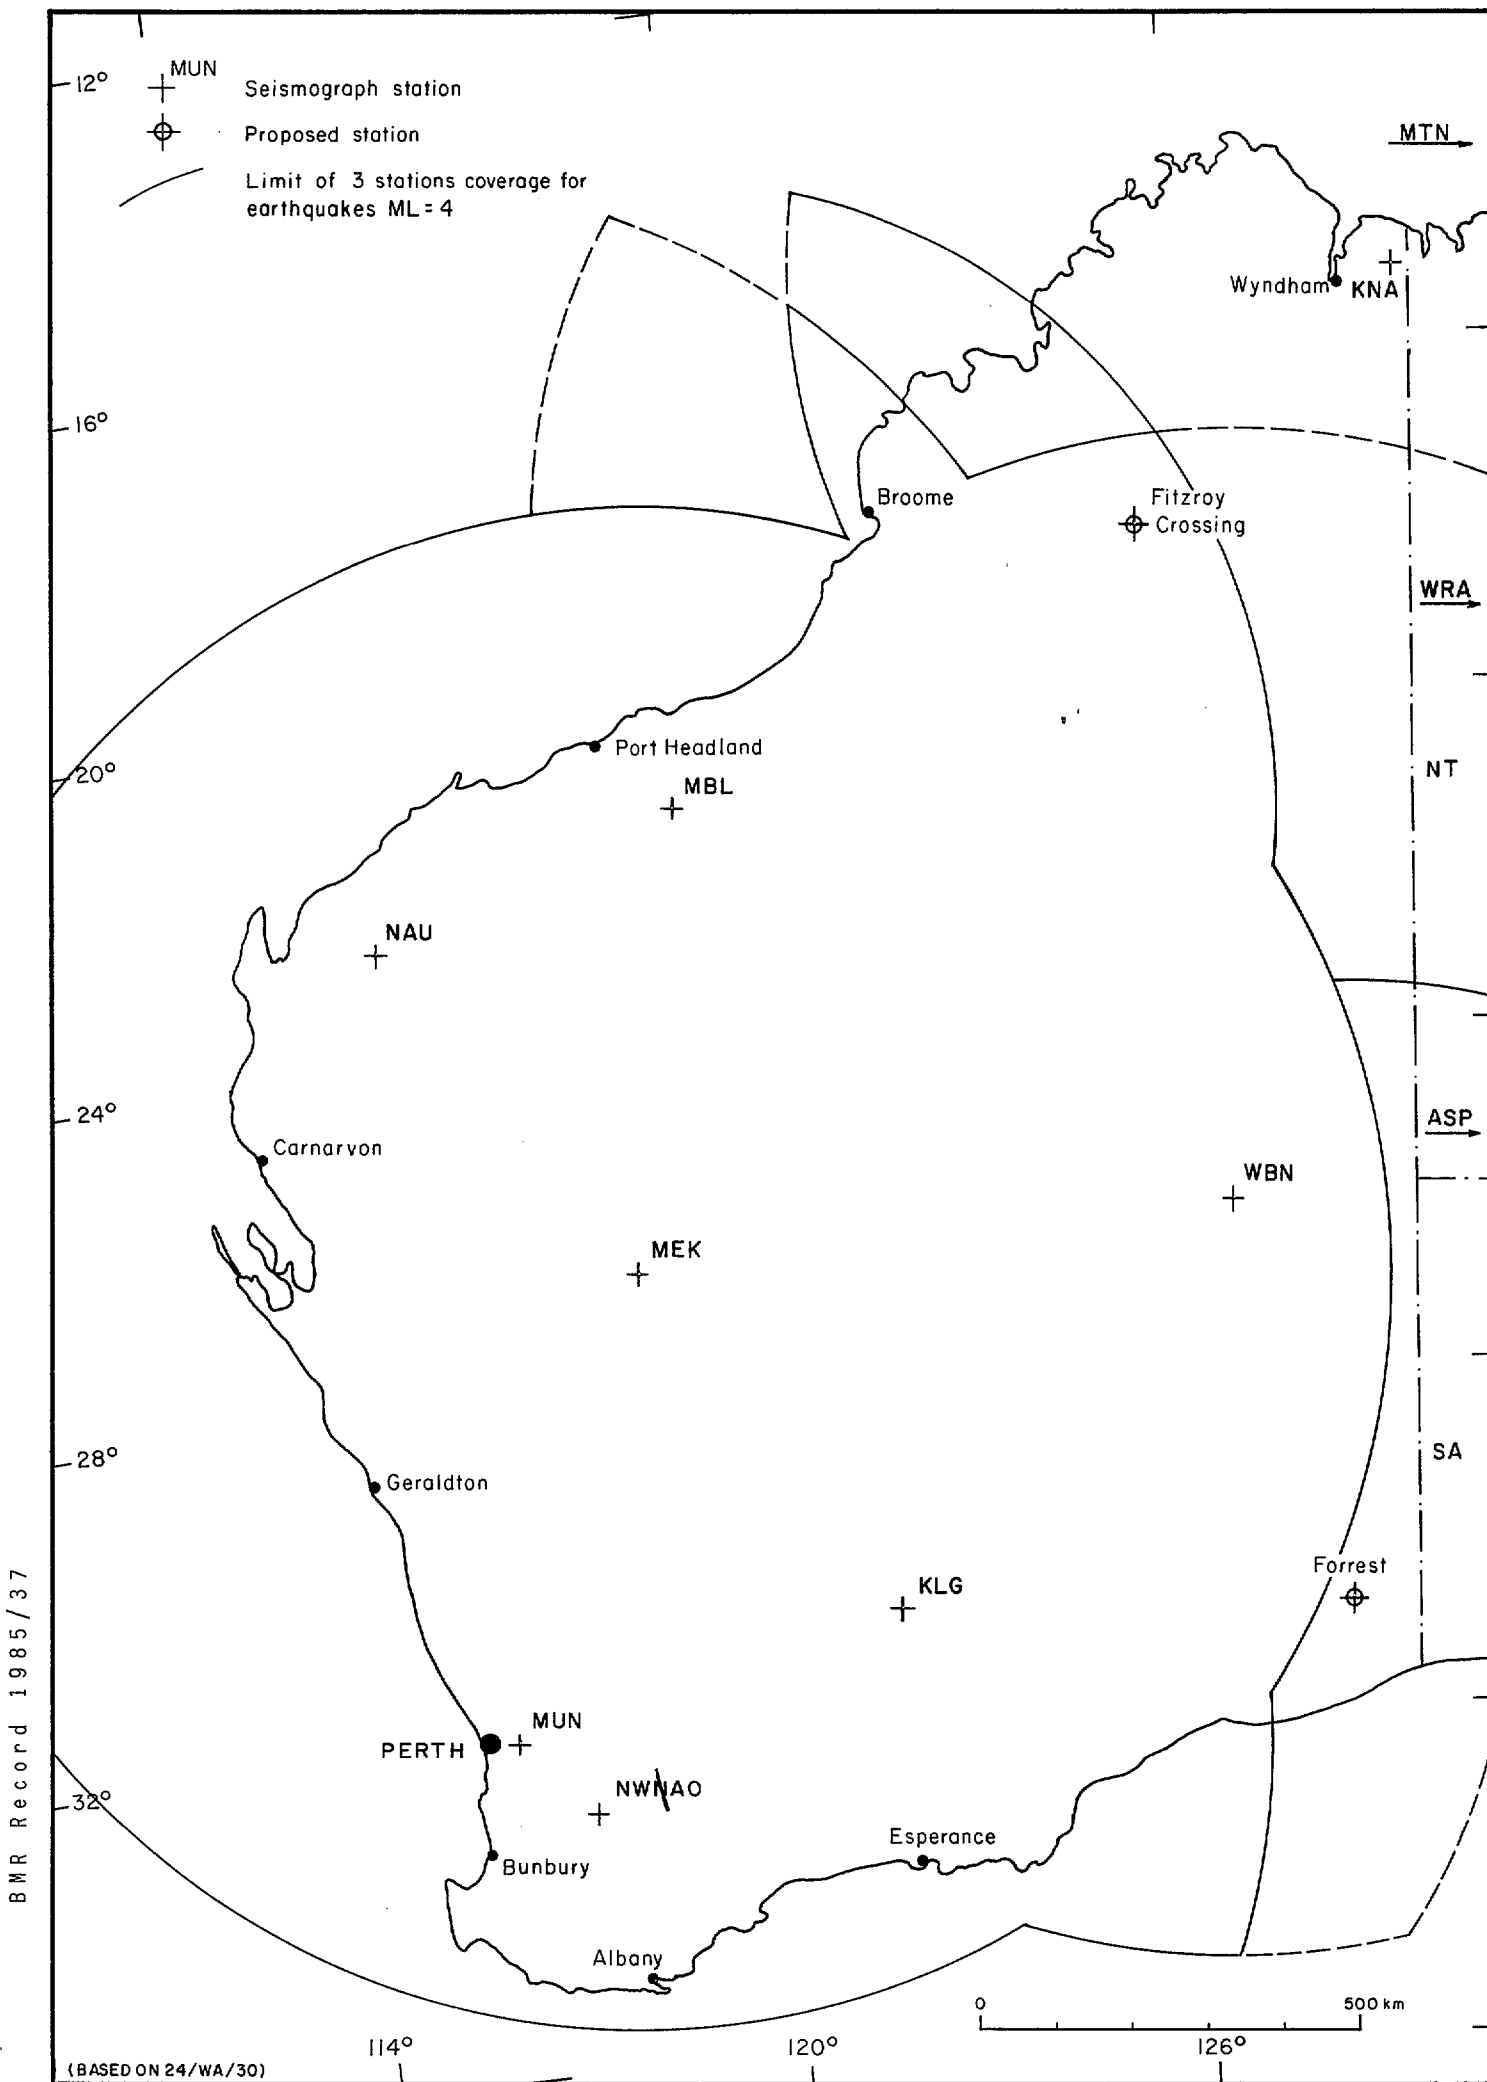 12°
MUN
Seismograph station
Proposed station
Limit of 3 stations coverage for
earthquakes ML = 4
MTN
Wyndham
KNA
16°
Broome
Fitzroy
Crossing
WRA
Port Headland
NT
20°
MBL
NAU
24°
ASP
Carnarvon
WBN
MEK
28°
SA
Geraldton
Forrest
KLG
MUN
PERTH
NWNAO
32°
Esperance
Bunbury
Albany
0
500 km
114°
120°
126°
(BASED ON 24/WA/30)
BMR Record 1985/37